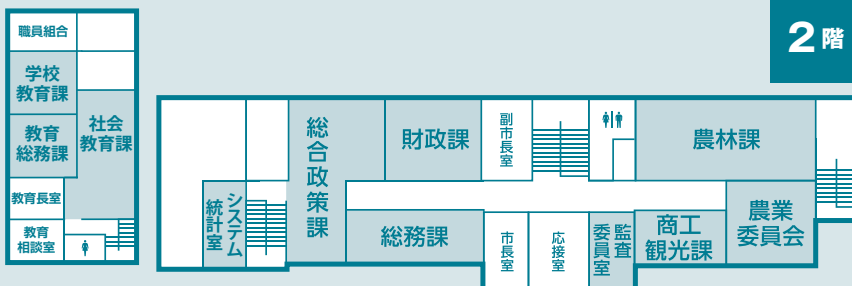 2階
職員組合
学校
教育課
教育
総務課
社会
教育課
教育長室
教育
相談室
システム
統計室
総合政策課
財政課
副市長室
農林課
総務課
市長室
応接室
監査
委員室
商工
観光課
農業
委員会